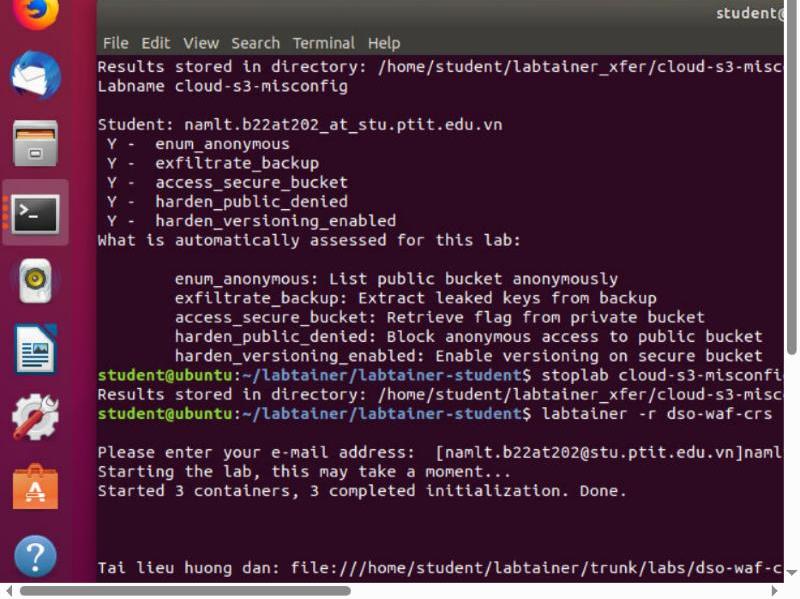 student@
File Edit View Search Terminal Help
Results stored in directory: /home/student/labtainer_xfer/cloud-s3-misc
Labname cloud-s3-misconfig
Student: namlt.b22at202_at_stu.ptit.edu.vn
Y - enum_anonymous
Y - exfiltrate_backup
Y - access_secure_bucket
Y - harden_public_denied
Y - harden_versioning_enabled
What is automatically assessed for this lab:
enum_anonymous: List public bucket anonymously
exfiltrate_backup: Extract leaked keys from backup
access_secure_bucket: Retrieve flag from private bucket
harden_public_denied: Block anonymous access to public bucket
harden_versioning_enabled: Enable versioning on secure bucket
student@ubuntu:~/labtainer/labtainer-student$ stoplab cloud-s3-misconfi
Results stored in directory: /home/student/labtainer_xfer/cloud-s3-misc
student@ubuntu:~/labtainer/labtainer-student$ labtainer -r dso-waf-crs
Please enter your e-mail address: [namlt.b22at202@stu.ptit.edu.vn]naml
Starting the lab, this may take a moment...
Started 3 containers, 3 completed initialization. Done.
Tai lieu huong dan: file:///home/student/labtainer/trunk/labs/dso-waf-c